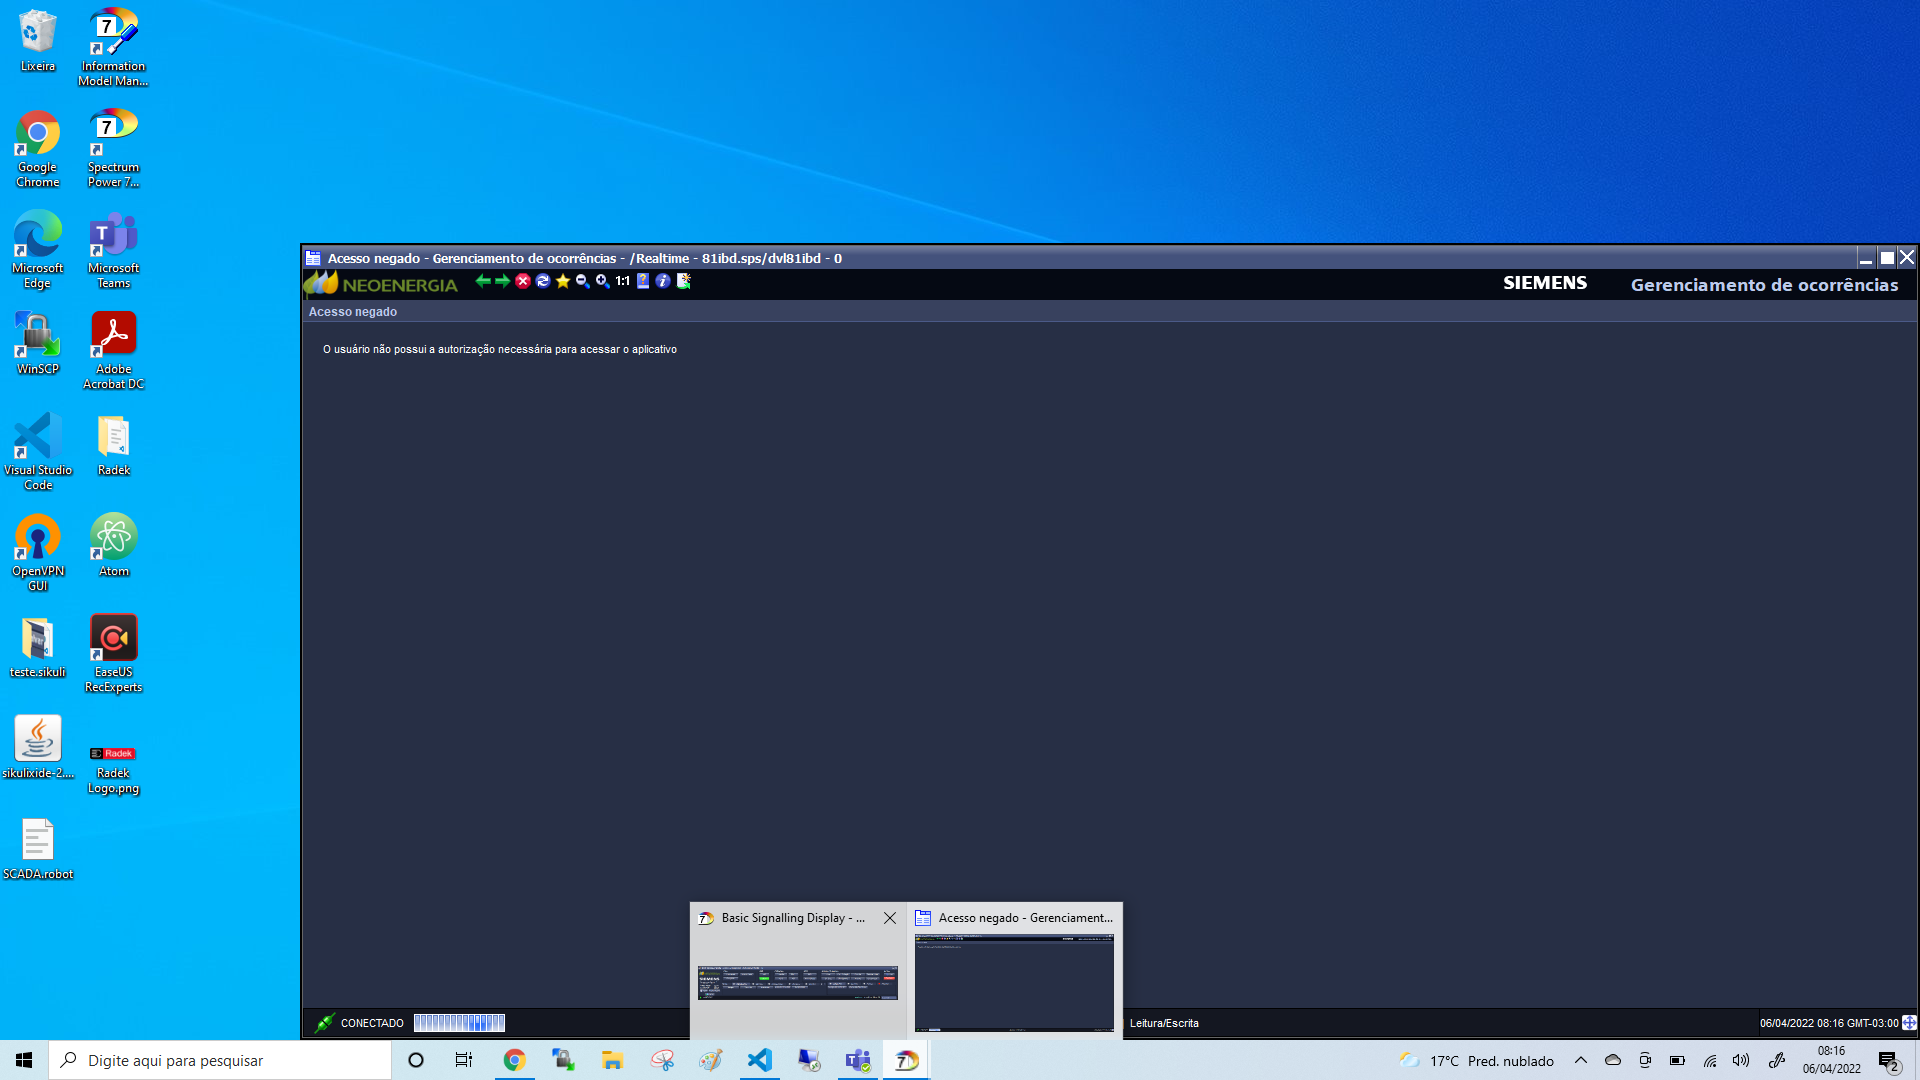 Lixeira
Information
Model Man...
Google
Chrome
Spectrum
Power 7...
Microsoft
Edge
Microsoft
Teams
WinSCP
Adobe
Acrobat DC
Visual Studio
Code
Radek
OpenVPN
GUI
Atom
teste.sikuli
EaseUS
RecExperts
sikulixide-2....
Radek
Radek
Logo.png
SCADA.robot
Acesso negado - Gerenciamento de ocorrências - /Realtime - 81ibd.sps/dvl81ibd - 0
NEOENERGIA
1:1
SIEMENS
Gerenciamento de ocorrências
Acesso negado
O usuário não possui a autorização necessária para acessar o aplicativo
Basic Signalling Display - ...
Acesso negado - Gerenciament...
CONECTADO
Leitura/Escrita
06/04/2022 08:16 GMT-03:00
Digite aqui para pesquisar
17°C Pred. nublado
08:16
06/04/2022
2